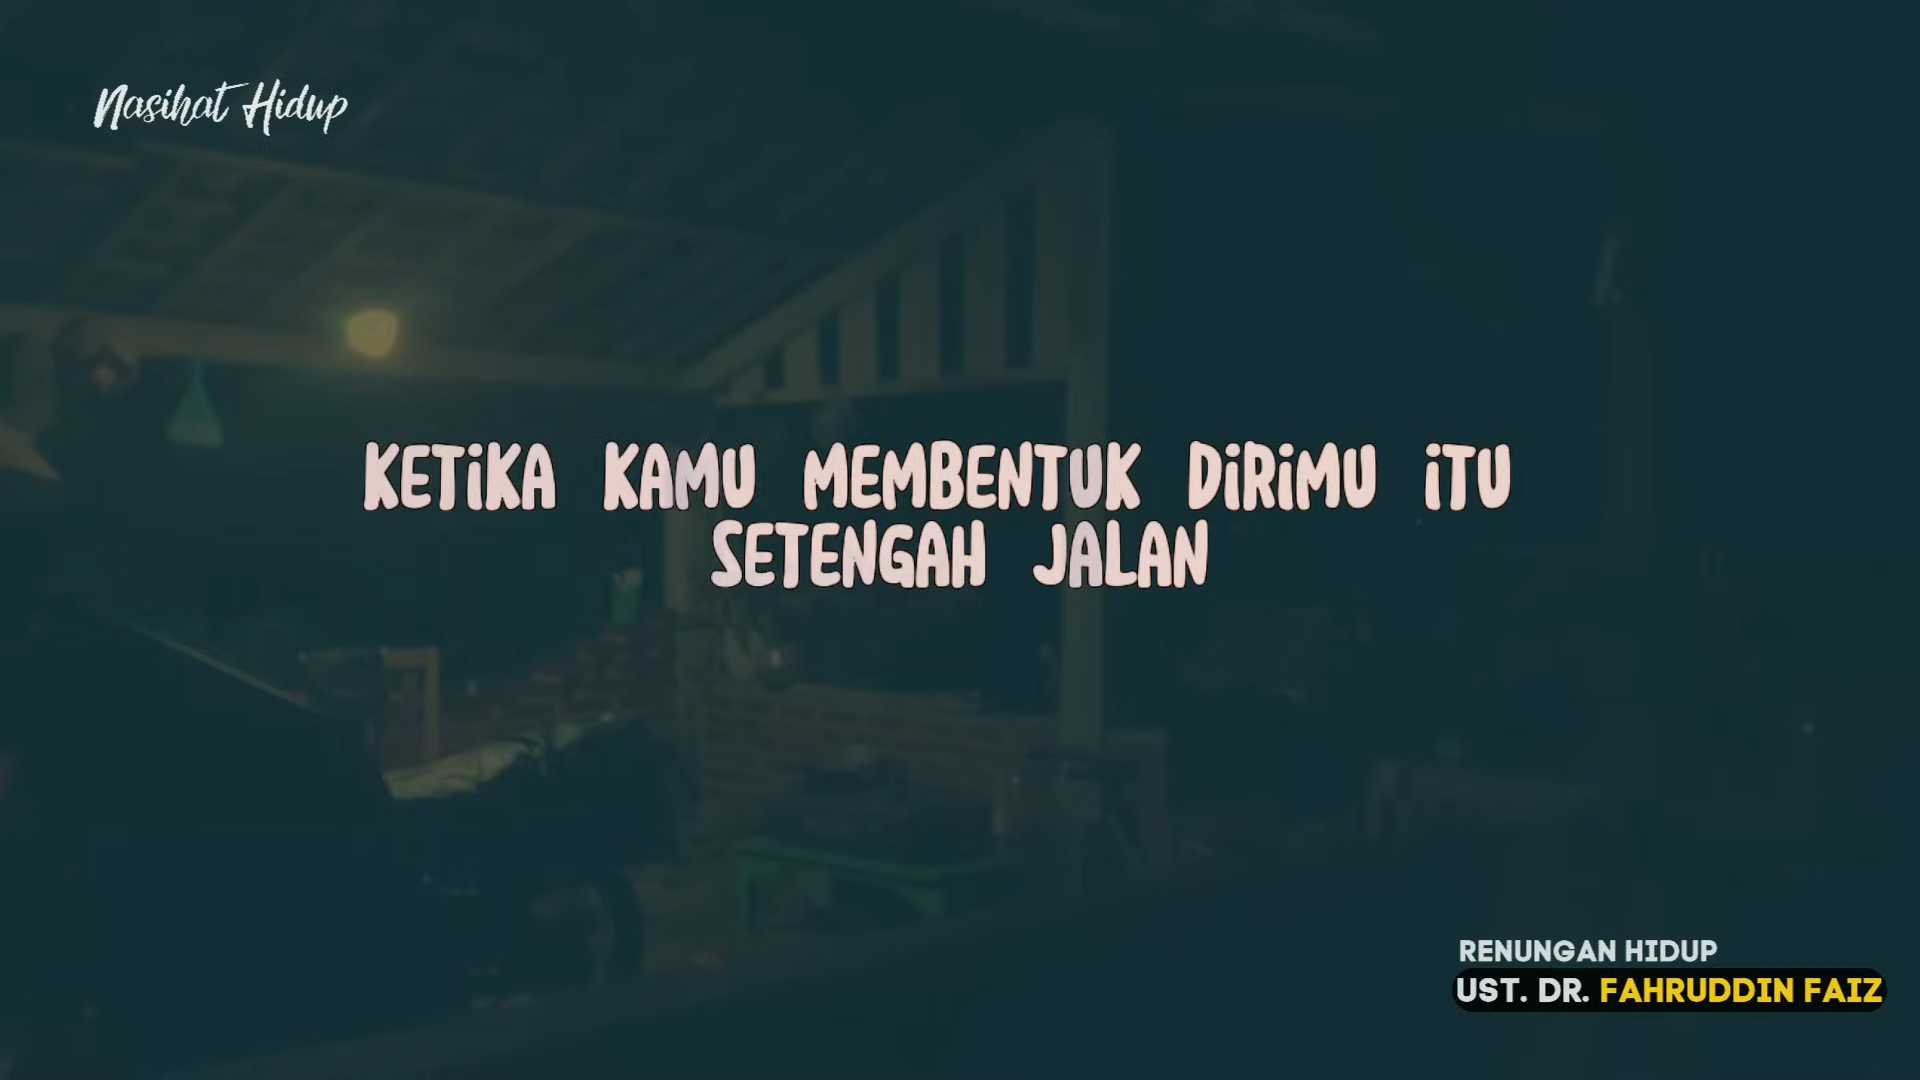 Nasihat Hidup
KETiKA KAMU MEMBENTUK DiRiMU iTU
SETENGAH JALAN
RENUNGAN HIDUP
UST. DR. FAHRUDDIN FAIZ